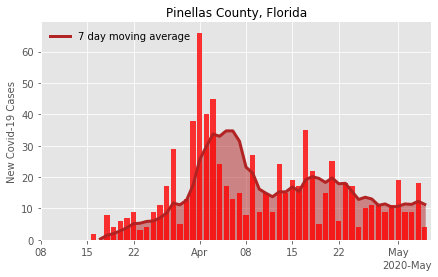 Pinellas County, Florida
7 day moving average
New Covid-19 Cases
60
50
40
30
20
10
0
08 15 22 Apr 08 15 22 May
2020-May